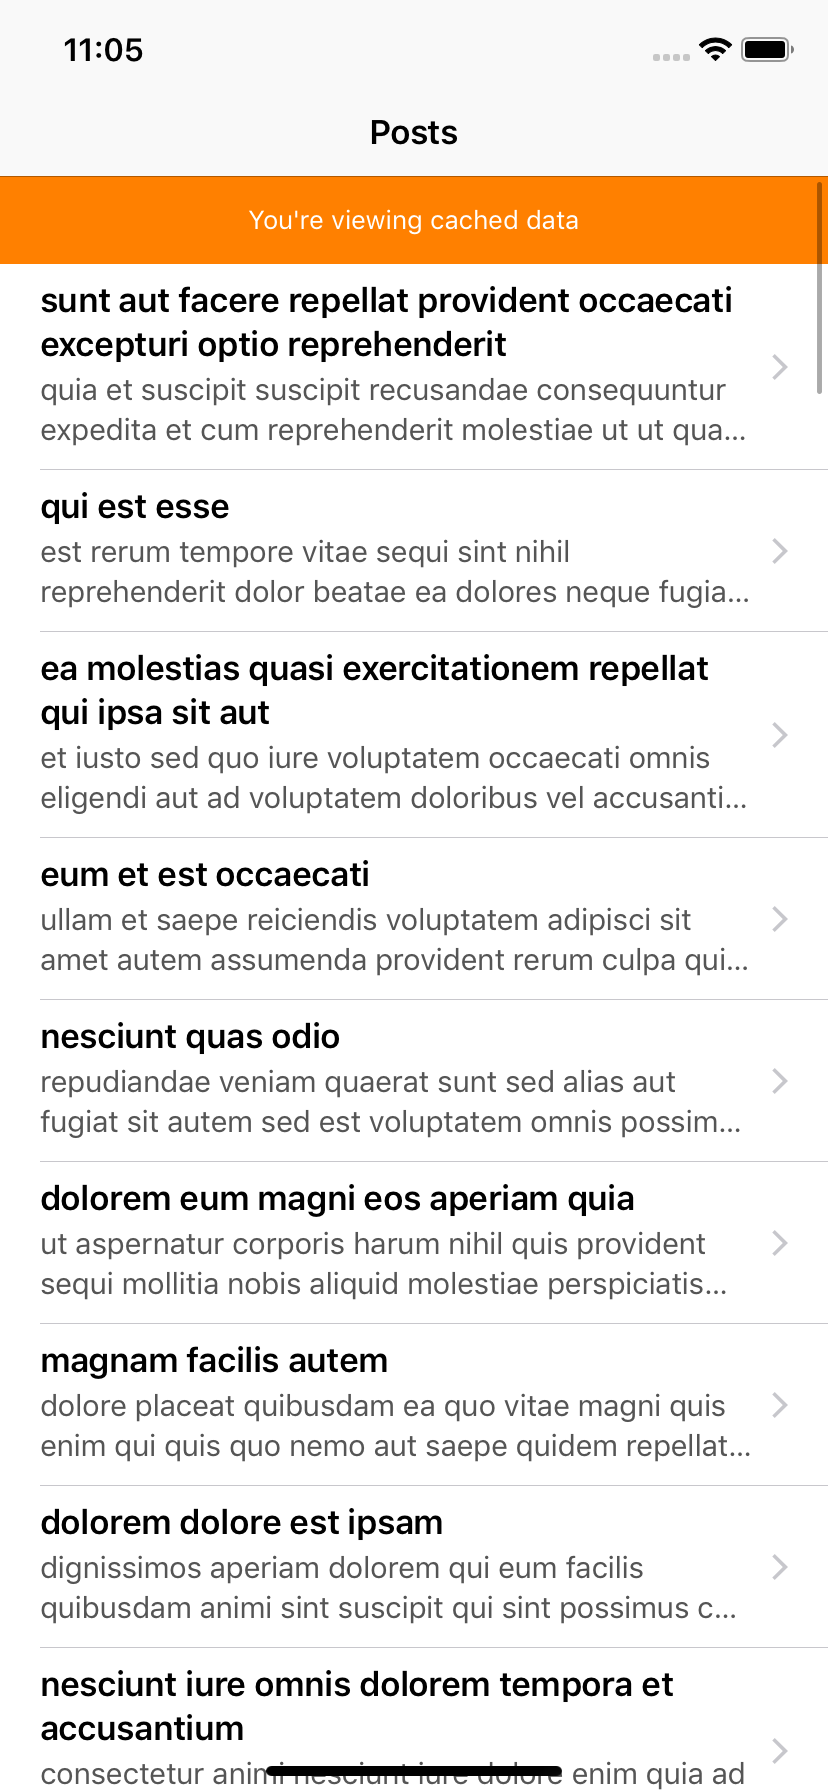 11:05
Posts
You're viewing cached data
sunt aut facere repellat provident occaecati
excepturi optio reprehenderit
quia et suscipit suscipit recusandae consequuntur
expedita et cum reprehenderit molestiae ut ut qua...
qui est esse
est rerum tempore vitae sequi sint nihil
reprehenderit dolor beatae ea dolores neque fugia...
ea molestias quasi exercitationem repellat
qui ipsa sit aut
et iusto sed quo iure voluptatem occaecati omnis
eligendi aut ad voluptatem doloribus vel accusanti...
eum et est occaecati
ullam et saepe reiciendis voluptatem adipisci sit
amet autem assumenda provident rerum culpa qui...
nesciunt quas odio
repudiandae veniam quaerat sunt sed alias aut
fugiat sit autem sed est voluptatem omnis possim...
dolorem eum magni eos aperiam quia
ut aspernatur corporis harum nihil quis provident
sequi mollitia nobis aliquid molestiae perspiciatis...
magnam facilis autem
dolore placeat quibusdam ea quo vitae magni quis
enim qui quis quo nemo aut saepe quidem repellat...
dolorem dolore est ipsam
dignissimos aperiam dolorem qui eum facilis
quibusdam animi sint suscipit qui sint possimus c...
nesciunt iure omnis dolorem tempora et
accusantium
consectetur animi nesciunt iure dolore enim quia ad